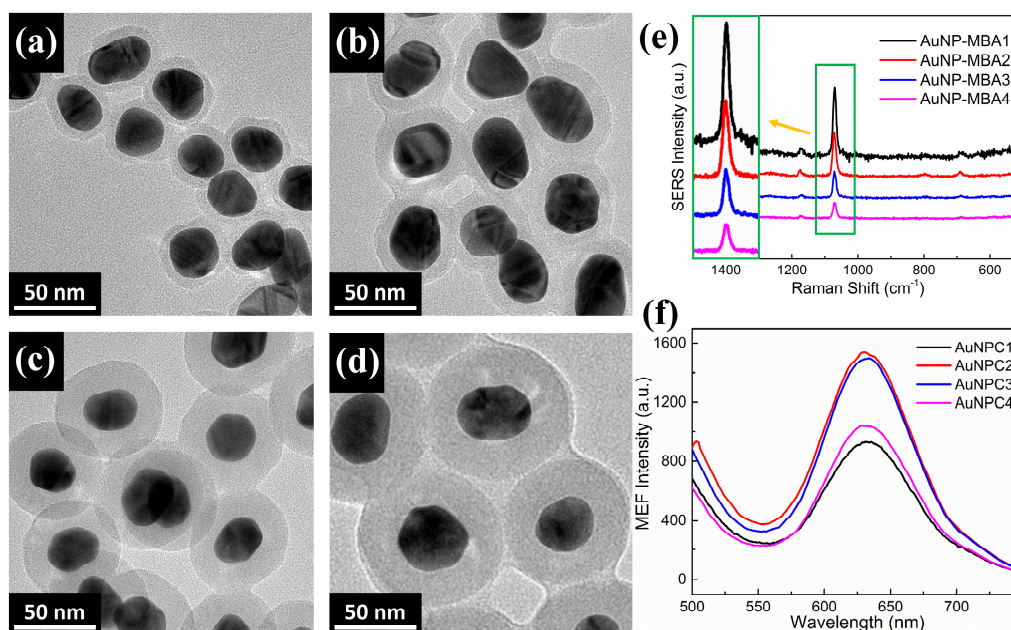 (a)
50 nm
(b)
50 nm
(c)
50 nm
(d)
50 nm
(e)
AuNP-MBA1
AuNP-MBA2
AuNP-MBA3
AuNP-MBA4
SERS Intensity (a.u.)
1400 1200 1000 800 600
Raman Shift (cm⁻¹)
(f)
AuNPC1
AuNPC2
AuNPC3
AuNPC4
MEF Intensity (a.u.)
1600
1200
800
400
0
500 550 600 650 700
Wavelength (nm)